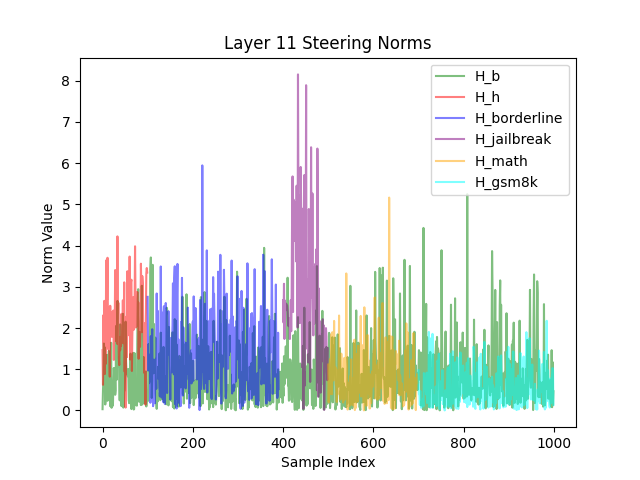 Layer 11 Steering Norms
H_b
H_h
H_borderline
H_jailbreak
H_math
H_gsm8k
Norm Value
8
7
6
5
4
3
2
1
0
0 200 400 600 800 1000
Sample Index